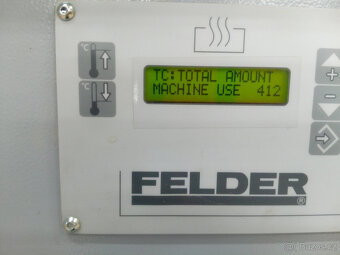 °C
°C
TC:TOTAL AMOUNT
MACHINE USE 412
+
-
FELDER®